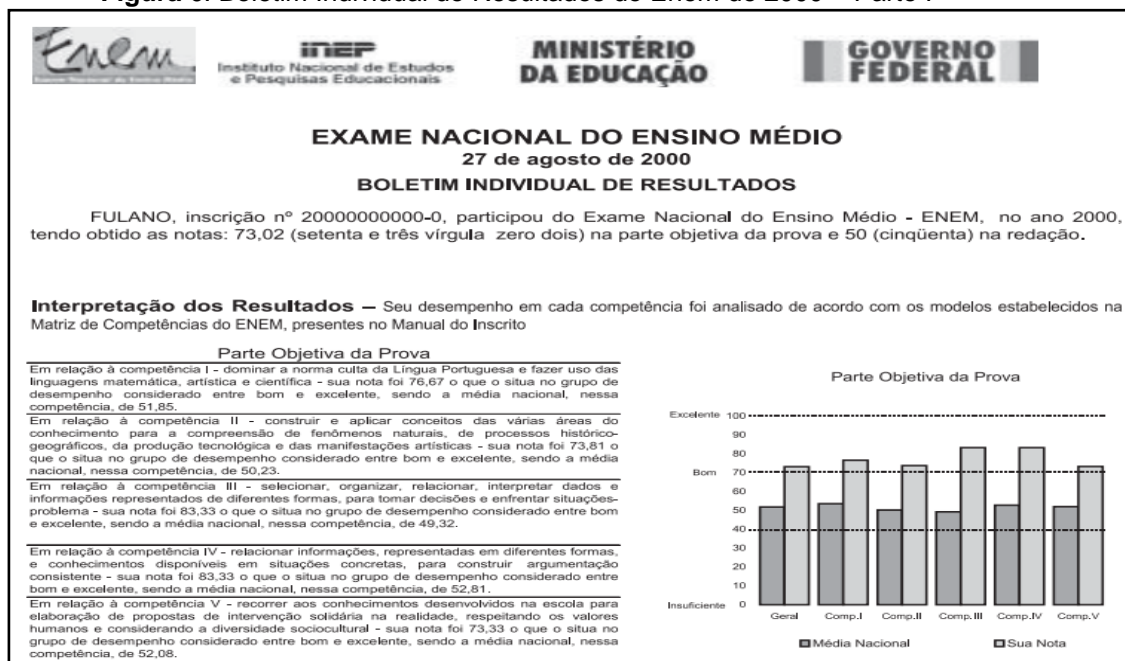 Enem
INEP
Instituto Nacional de Estudos
e Pesquisas Educacionais
MINISTÉRIO
DA EDUCAÇÃO
GOVERNO
FEDERAL
EXAME NACIONAL DO ENSINO MÉDIO
27 de agosto de 2000
BOLETIM INDIVIDUAL DE RESULTADOS
FULANO, inscrição nº 20000000000-0, participou do Exame Nacional do Ensino Médio - ENEM, no ano 2000,
tendo obtido as notas: 73,02 (setenta e três vírgula zero dois) na parte objetiva da prova e 50 (cinqüenta) na redação.
Interpretação dos Resultados – Seu desempenho em cada competência foi analisado de acordo com os modelos estabelecidos na
Matriz de Competências do ENEM, presentes no Manual do Inscrito
Parte Objetiva da Prova
Em relação à competência I - dominar a norma culta da Língua Portuguesa e fazer uso das
linguagens matemática, artística e científica - sua nota foi 76,67 o que o situa no grupo de
desempenho considerado entre bom e excelente, sendo a média nacional, nessa
competência, de 51,85.
Em relação à competência II - construir e aplicar conceitos das várias áreas do
conhecimento para a compreensão de fenômenos naturais, de processos histórico-
geográficos, da produção tecnológica e das manifestações artísticas - sua nota foi 73,81 o
que o situa no grupo de desempenho considerado entre bom e excelente, sendo a média
nacional, nessa competência, de 50,23.
Em relação à competência III - selecionar, organizar, relacionar, interpretar dados e
informações representados de diferentes formas, para tomar decisões e enfrentar situações-
problema - sua nota foi 83,33 o que o situa no grupo de desempenho considerado entre bom
e excelente, sendo a média nacional, nessa competência, de 49,32.
Em relação à competência IV - relacionar informações, representadas em diferentes formas,
e conhecimentos disponíveis em situações concretas, para construir argumentação
consistente - sua nota foi 83,33 o que o situa no grupo de desempenho considerado entre
bom e excelente, sendo a média nacional, nessa competência, de 52,81.
Em relação à competência V - recorrer aos conhecimentos desenvolvidos na escola para
elaboração de propostas de intervenção solidária na realidade, respeitando os valores
humanos e considerando a diversidade sociocultural - sua nota foi 73,33 o que o situa no
grupo de desempenho considerado entre bom e excelente, sendo a média nacional, nessa
competência, de 52,08.
Parte Objetiva da Prova
Excelente 100
90
80
Bom 70
60
50
40
30
20
10
Insuficiente 0
Geral Comp.I Comp.II Comp.III Comp.IV Comp.V
Média Nacional Sua Nota